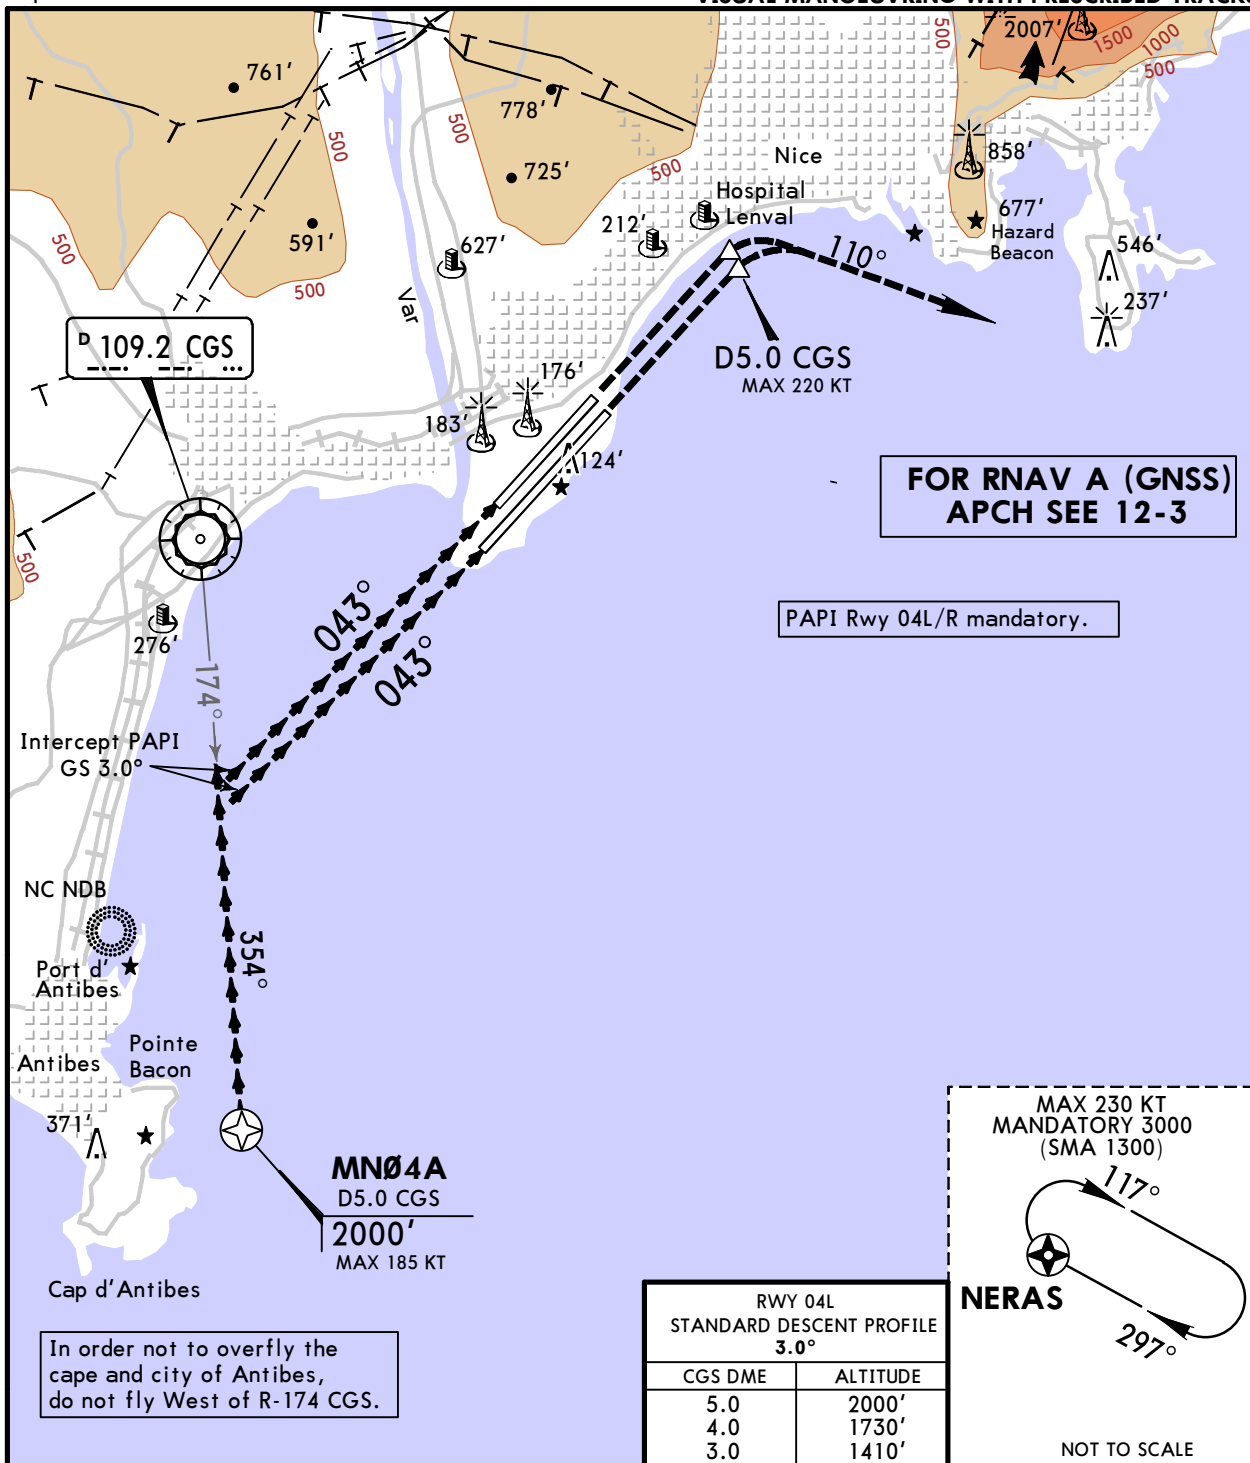 VISUAL MANOEUVRING WITH PRESCRIBED TRACKS
2007'
1500
1000
500
500
761'
778'
500
500
725'
500
Nice
858'
Hospital
Lenval
212'
677'
Hazard
Beacon
546'
591'
627'
110°
237'
500
500
Var
D 109.2 CGS
D5.0 CGS
MAX 220 KT
176'
183'
124'
FOR RNAV A (GNSS)
APCH SEE 12-3
500
043°
043°
PAPI Rwy 04L/R mandatory.
276'
174°
Intercept PAPI
GS 3.0°
NC NDB
354°
Port d'
Antibes
Pointe
Bacon
Antibes
371'
MNØ4A
D5.0 CGS
2000'
MAX 185 KT
Cap d'Antibes
In order not to overfly the
cape and city of Antibes,
do not fly West of R-174 CGS.
RWY 04L
STANDARD DESCENT PROFILE
3.0°
CGS DME ALTITUDE
5.0 2000'
4.0 1730'
3.0 1410'
MAX 230 KT
MANDATORY 3000
(SMA 1300)
117°
NERAS
297°
NOT TO SCALE